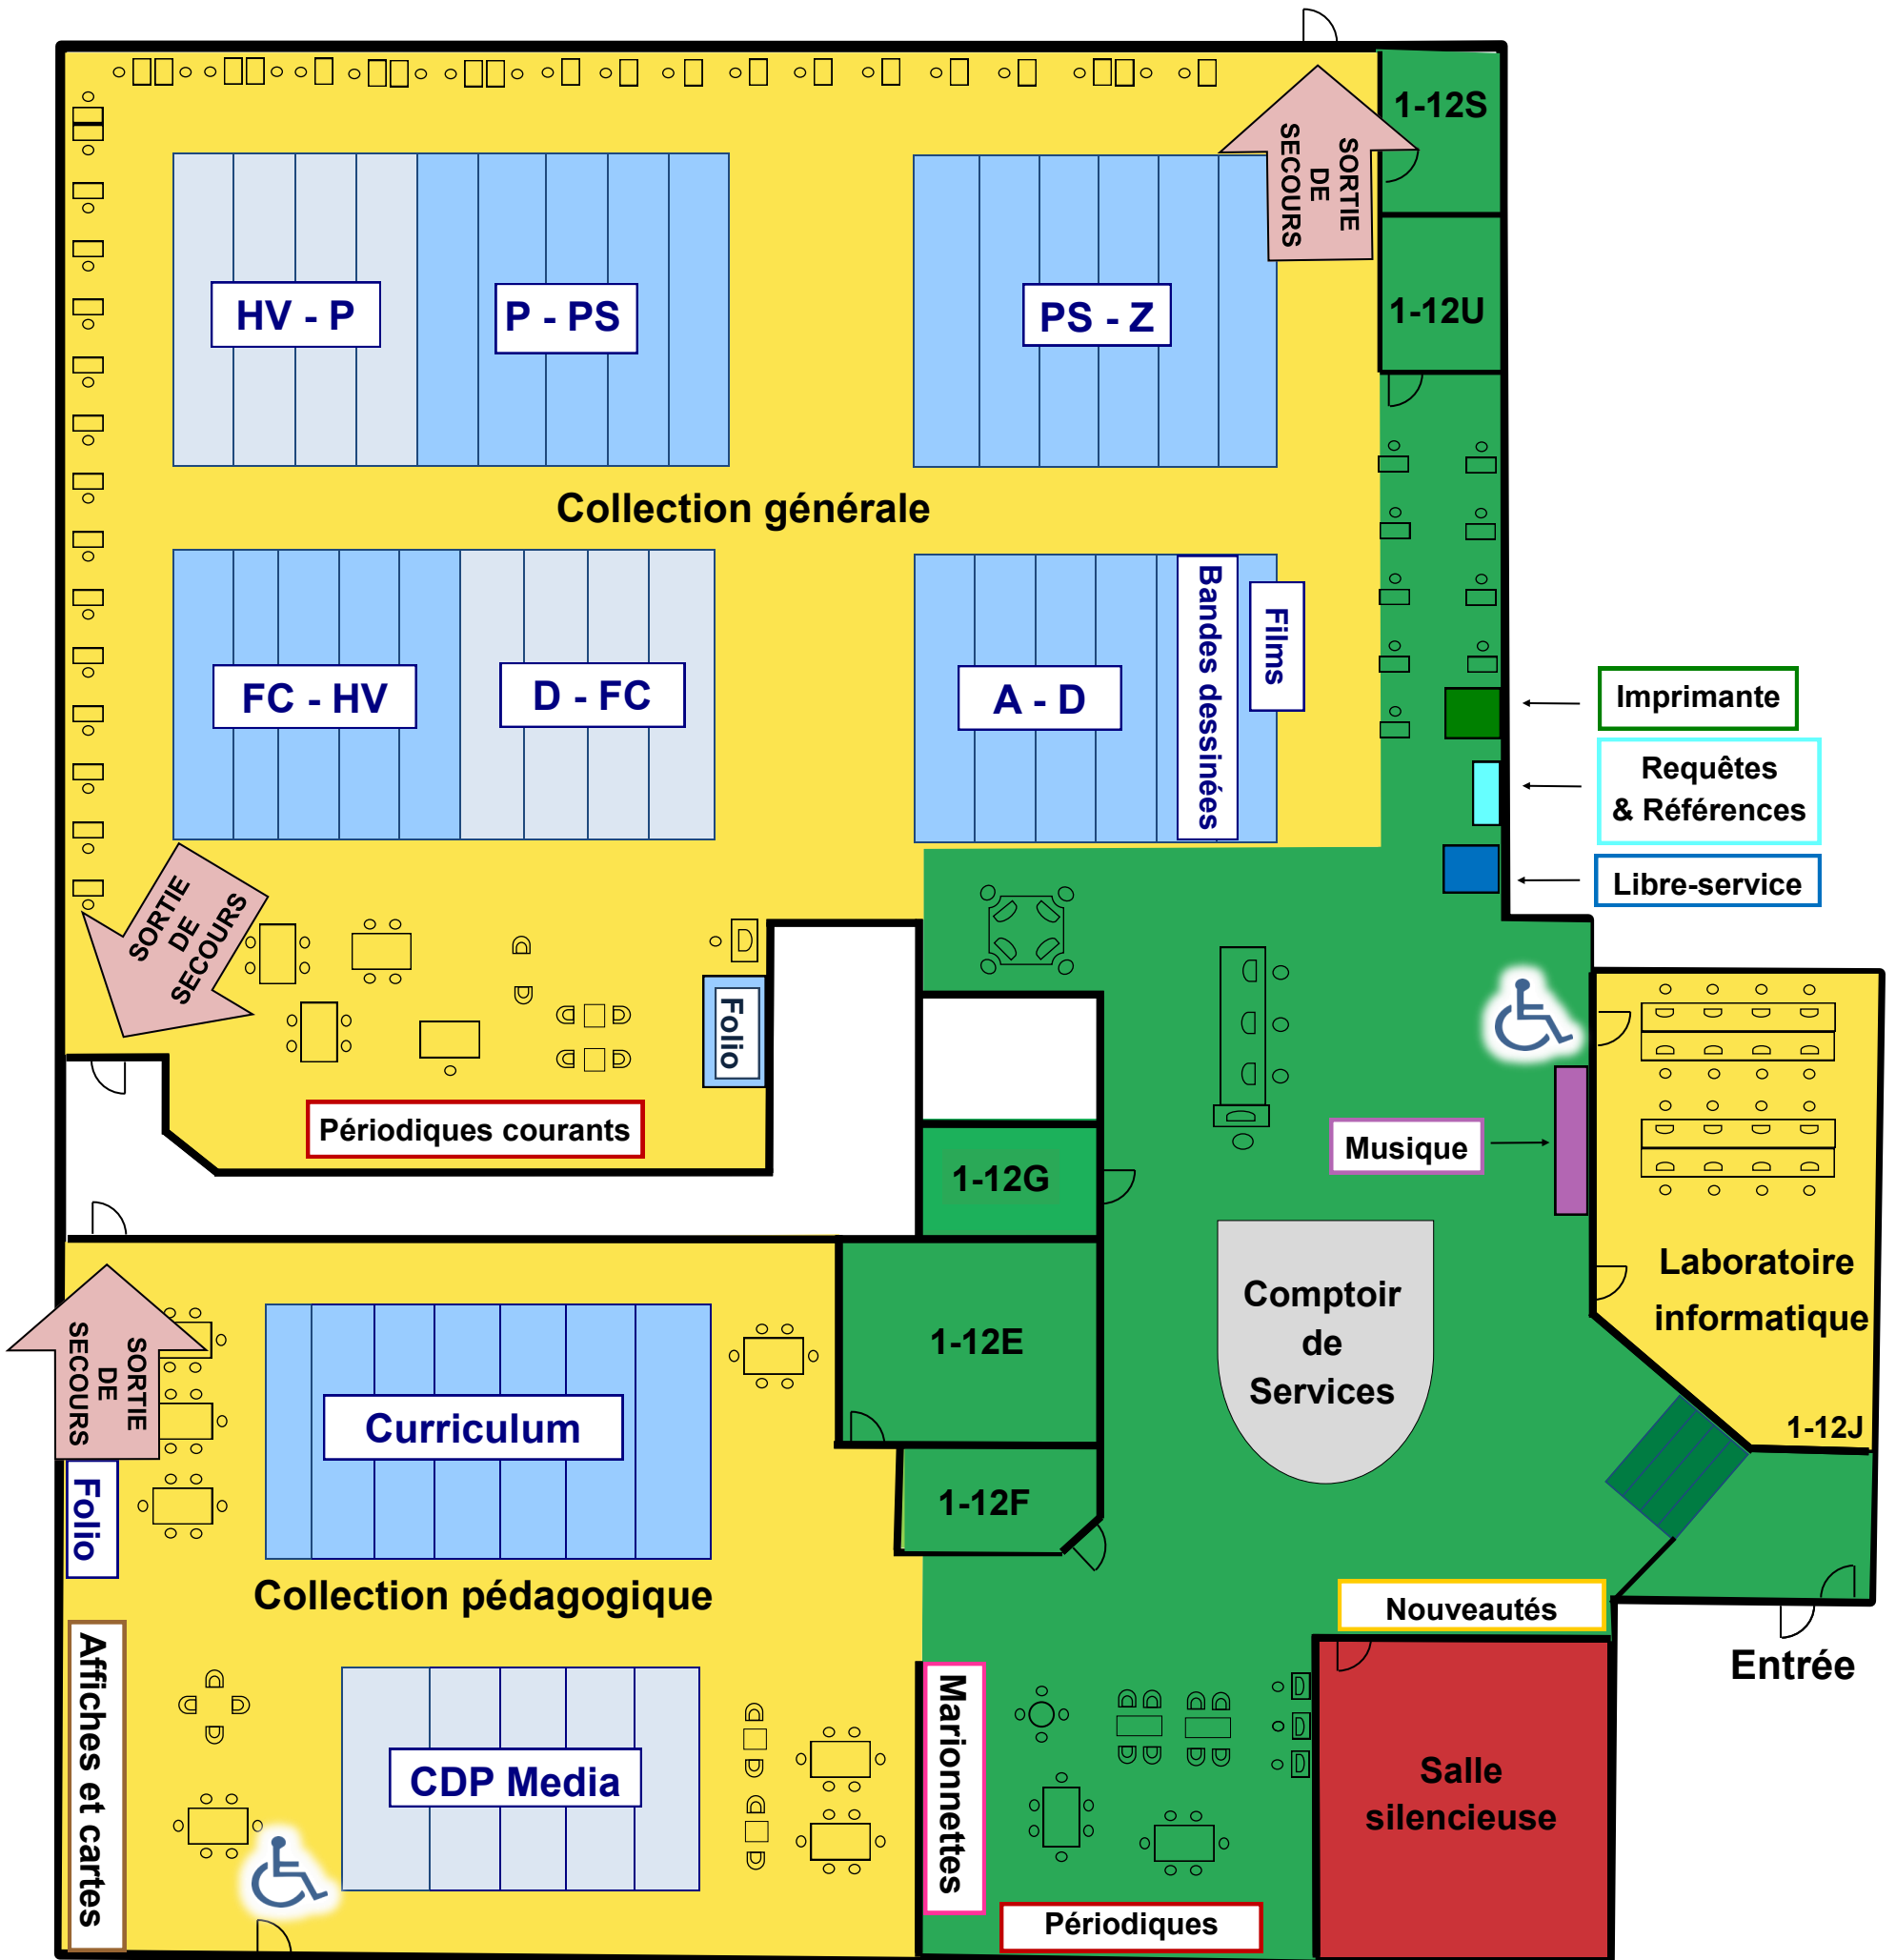 1-12S
SORTIE
DE
SECOURS
HV - P
P - PS
PS - Z
1-12U
Collection générale
Bandes dessinées
Films
FC - HV
D - FC
A - D
Imprimante
Requêtes
& Références
Libre-service
SORTIE
DE
SECOURS
Folio
Périodiques courants
Musique
1-12G
Laboratoire
informatique
Comptoir
de
Services
1-12E
SORTIE
DE
SECOURS
Curriculum
1-12J
1-12F
Folio
Collection pédagogique
Nouveautés
Entrée
Affiches et cartes
Marionnettes
CDP Media
Salle
silencieuse
Périodiques